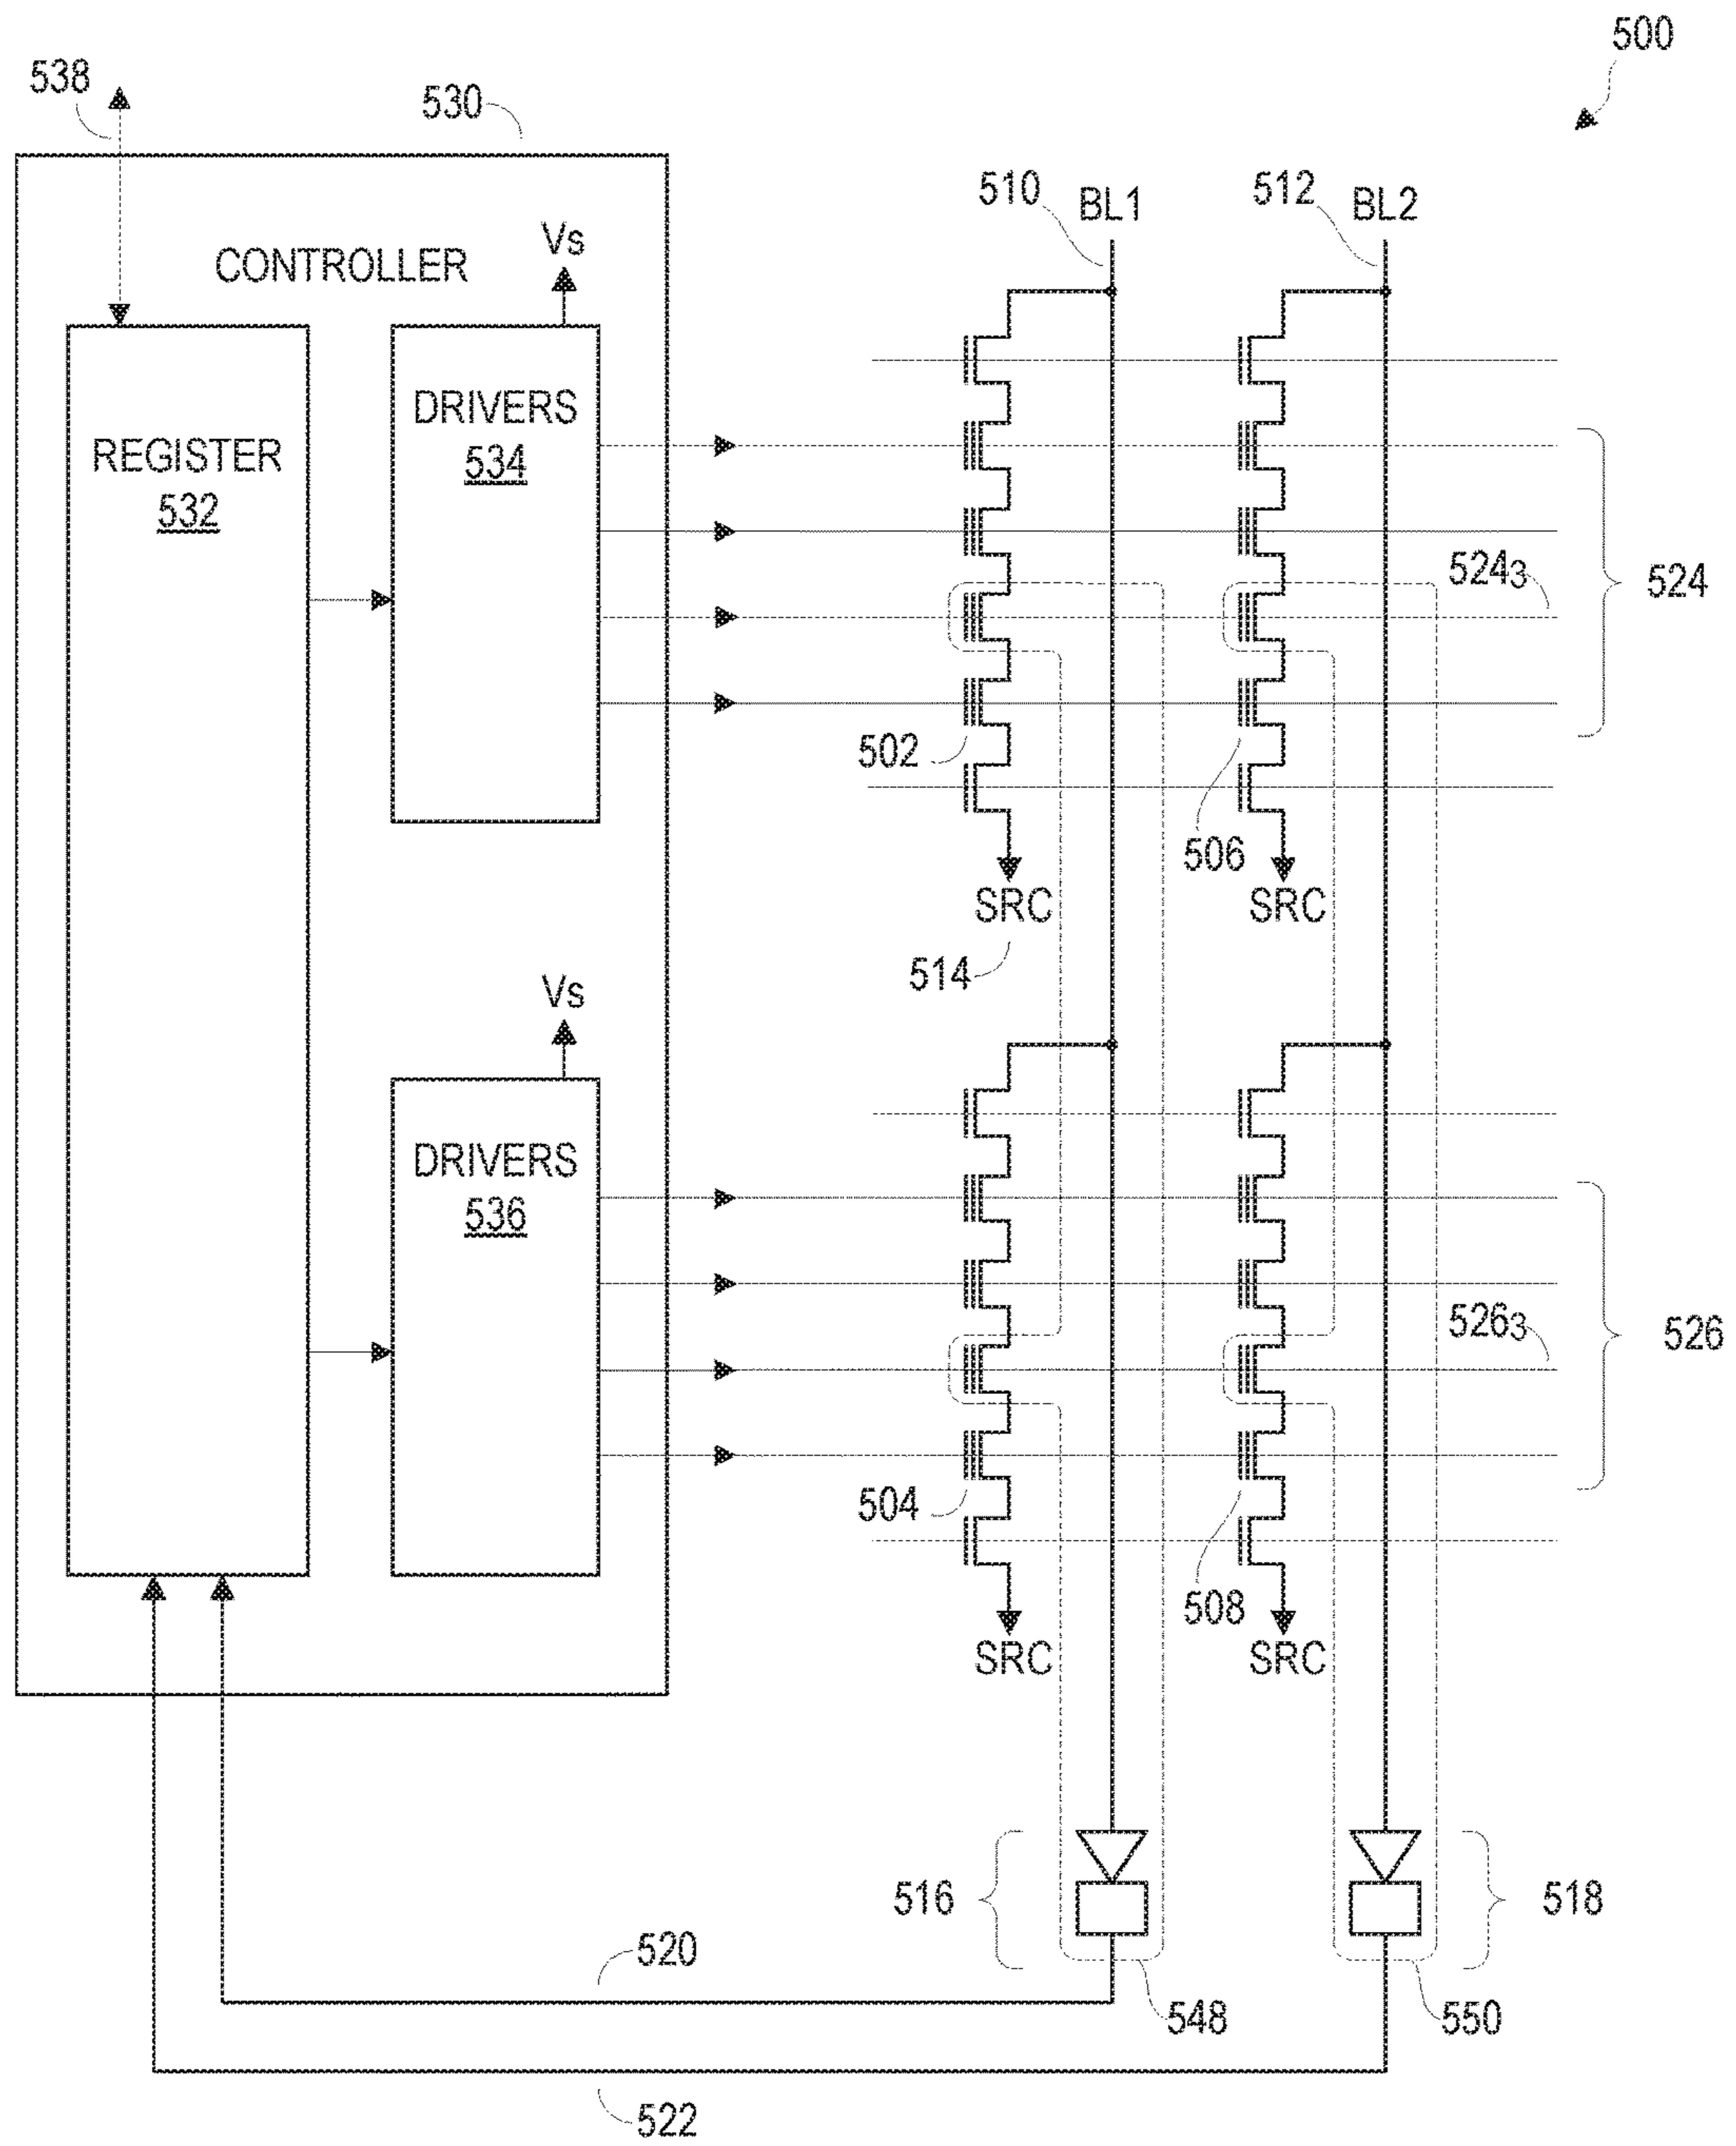 500
538
530
510
BL1
512
BL2
Vs
CONTROLLER
DRIVERS
534
REGISTER
532
524₃
524
502
506
SRC
SRC
514
Vs
DRIVERS
536
526₃
526
504
508
SRC
SRC
516
518
520
548
550
522